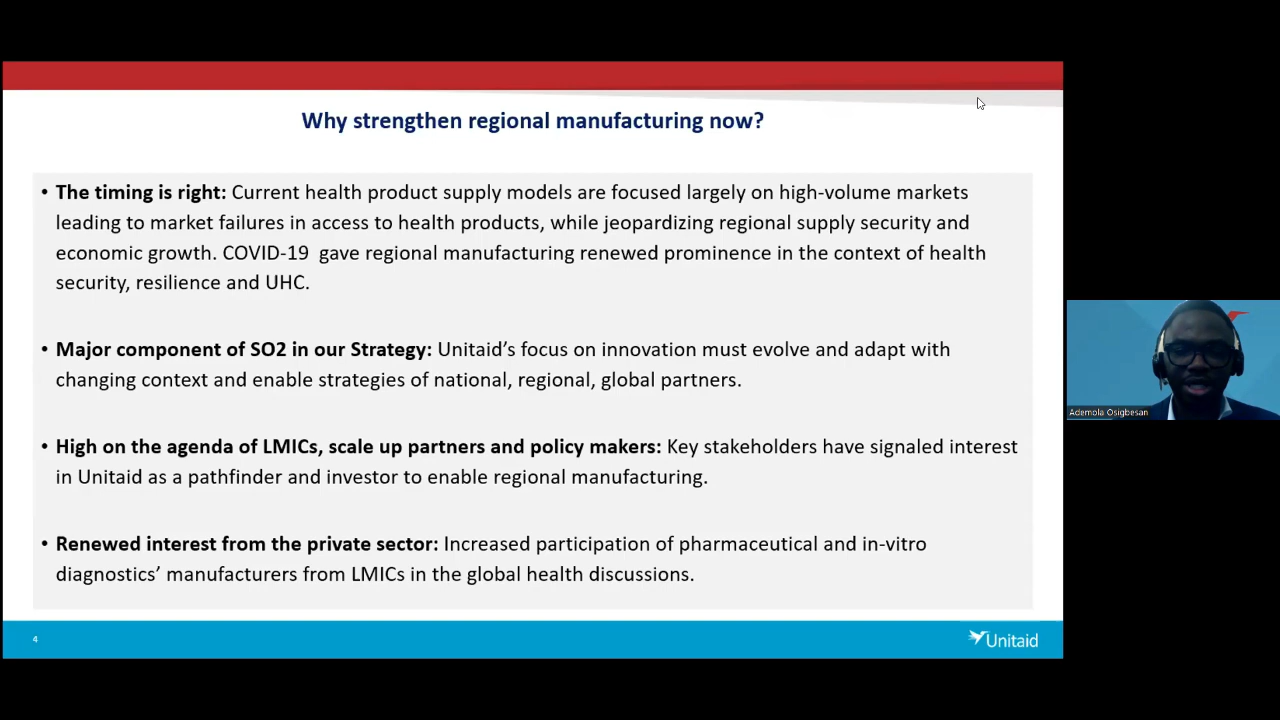 Why strengthen regional manufacturing now?
• The timing is right: Current health product supply models are focused largely on high-volume markets
leading to market failures in access to health products, while jeopardizing regional supply security and
economic growth. COVID-19  gave regional manufacturing renewed prominence in the context of health
security, resilience and UHC.
• Major component of SO2 in our Strategy: Unitaid’s focus on innovation must evolve and adapt with
changing context and enable strategies of national, regional, global partners.
• High on the agenda of LMICs, scale up partners and policy makers: Key stakeholders have signaled interest
in Unitaid as a pathfinder and investor to enable regional manufacturing.
• Renewed interest from the private sector: Increased participation of pharmaceutical and in-vitro
diagnostics’ manufacturers from LMICs in the global health discussions.
4
Unitaid
Ademola Osigbesan